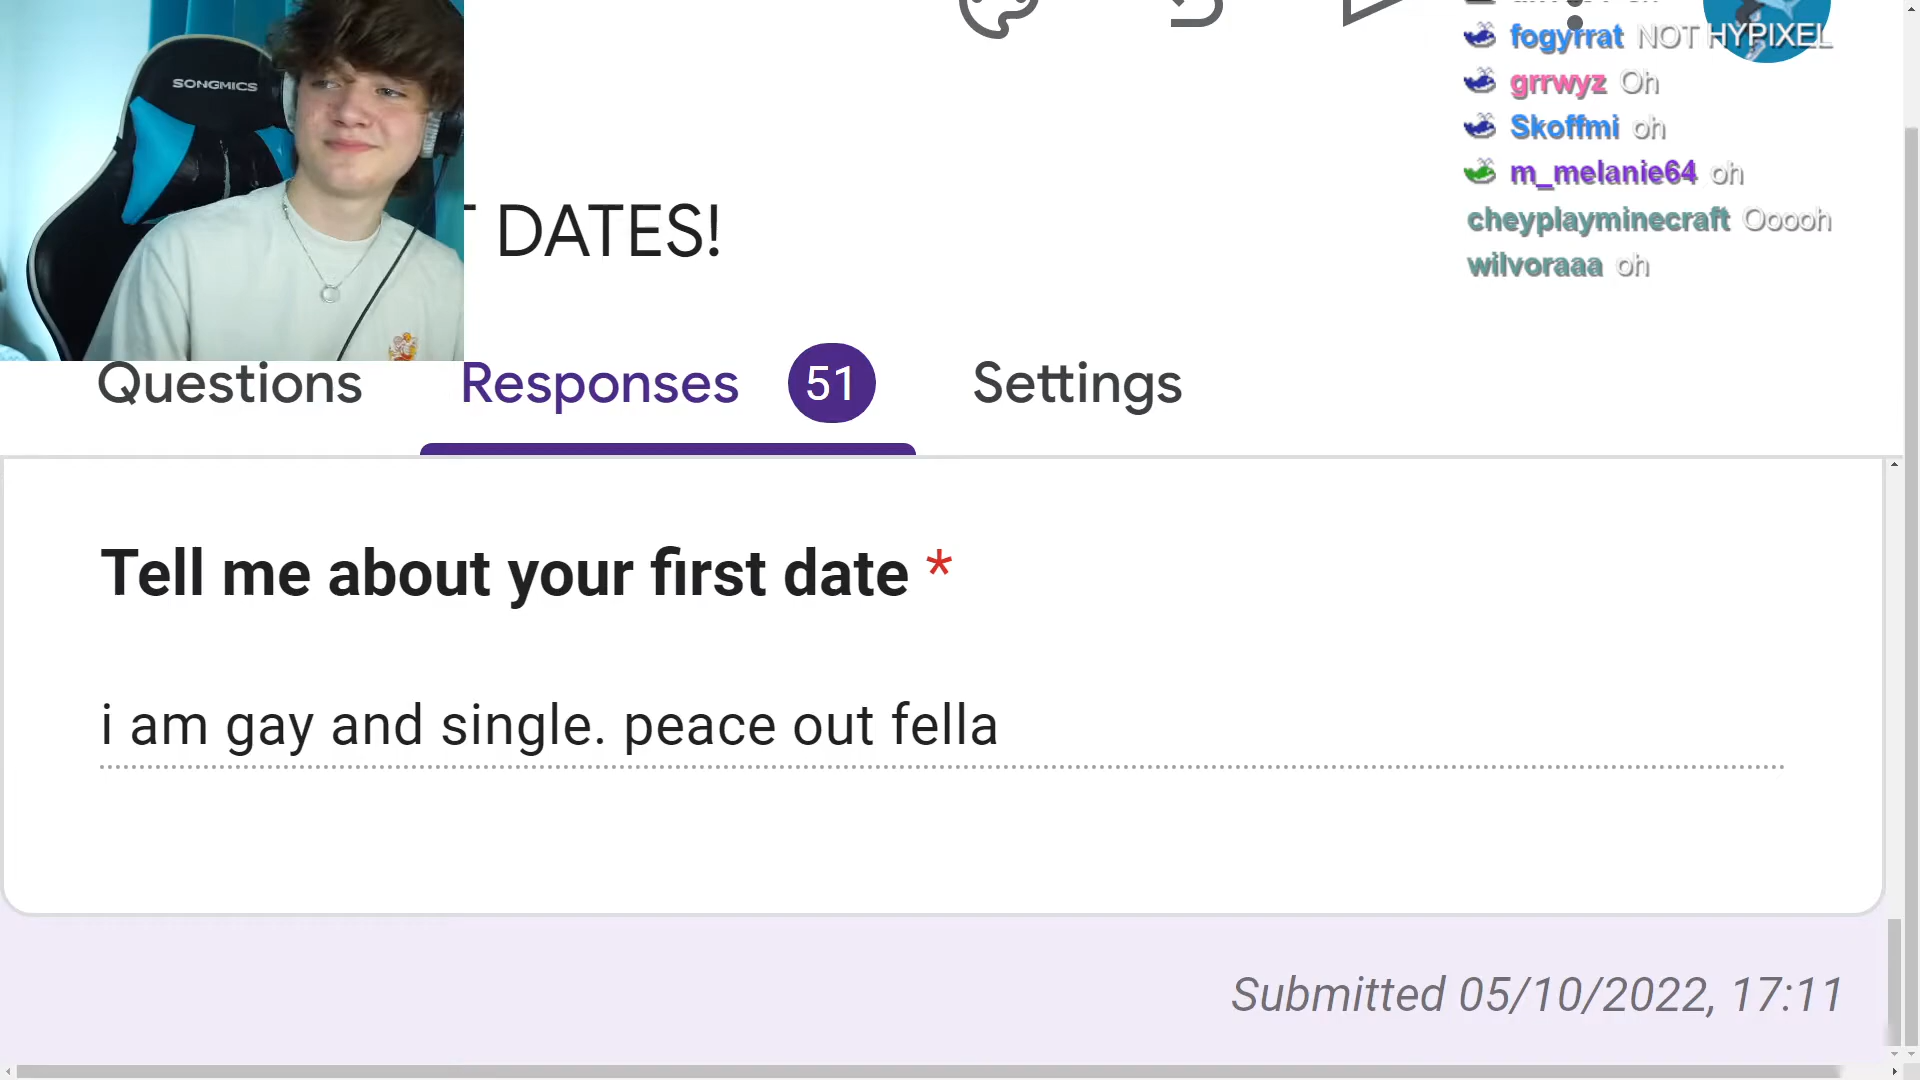 SONGMICS
fogyrrat NOT HYPIXEL
grrwyz Oh
Skoffmi oh
m_melanie64 oh
cheyplayminecraft Ooooh
wilvoraaa oh
DATES!
Questions Responses 51 Settings
Tell me about your first date *
i am gay and single. peace out fella
Submitted 05/10/2022, 17:11